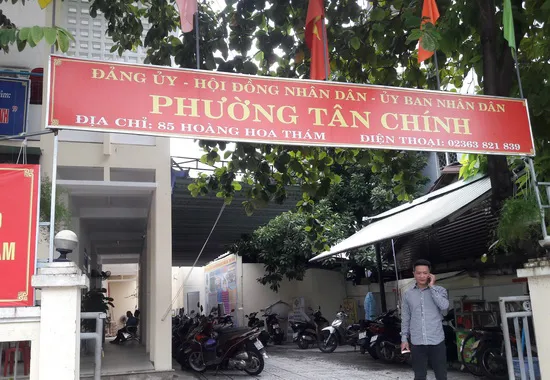 ĐẢNG ỦY - HỘI ĐỒNG NHÂN DÂN - ỦY BAN NHÂN DÂN
PHƯỜNG TÂN CHÍNH
ĐỊA CHỈ: 85 HOÀNG HOA THÁM ĐIỆN THOẠI: 02363 821 839